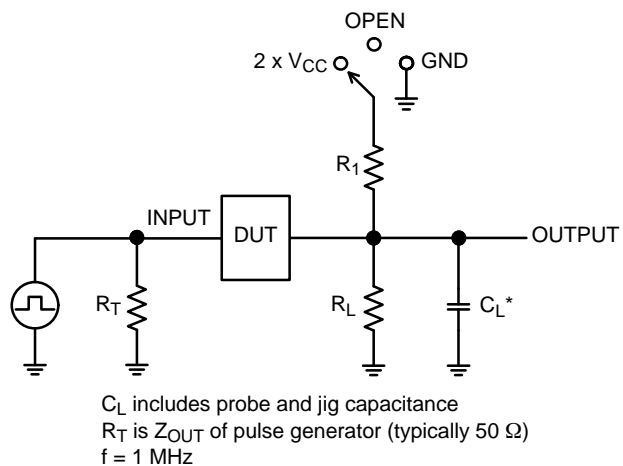 OPEN
2 x VCC
GND
R1
INPUT
DUT
OUTPUT
RT
RL
CL*
CL includes probe and jig capacitance
RT is ZOUT of pulse generator (typically 50 Ω)
f = 1 MHz